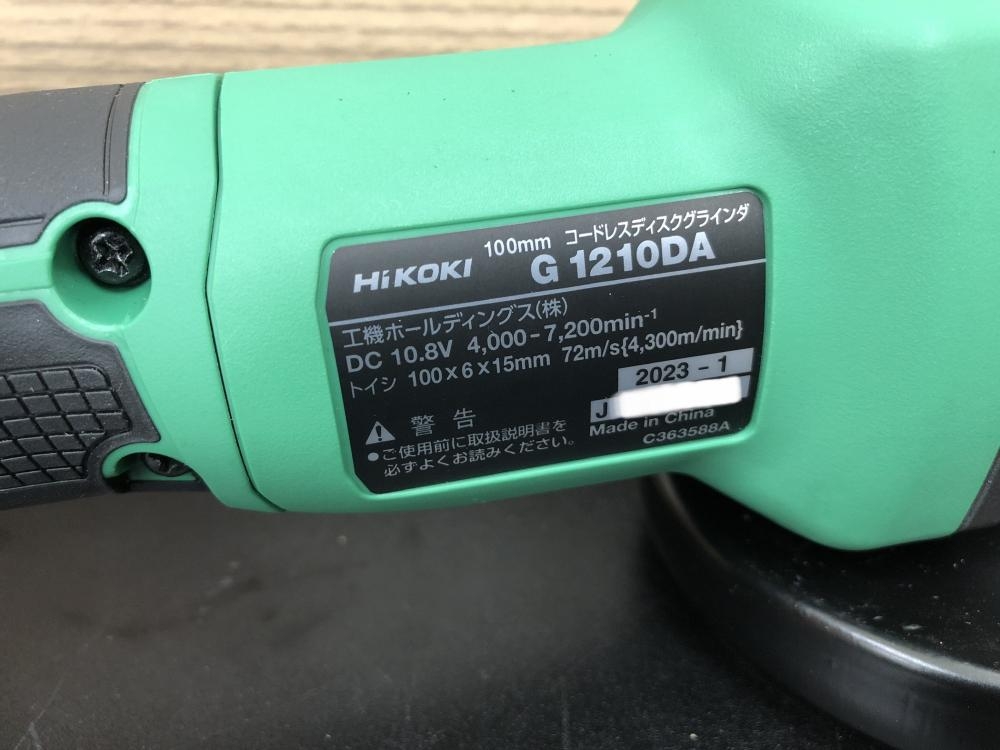 100mm コードレスディスクグラインダ
HiKOKI G 1210DA
工機ホールディングス(株)
DC 10.8V 4,000-7,200min⁻¹
トイシ 100×6×15mm 72m/s{4,300m/min}
2023 - 1
J
Made in China
C363588A
警告
●ご使用前に取扱説明書を
必ずよくお読みください。